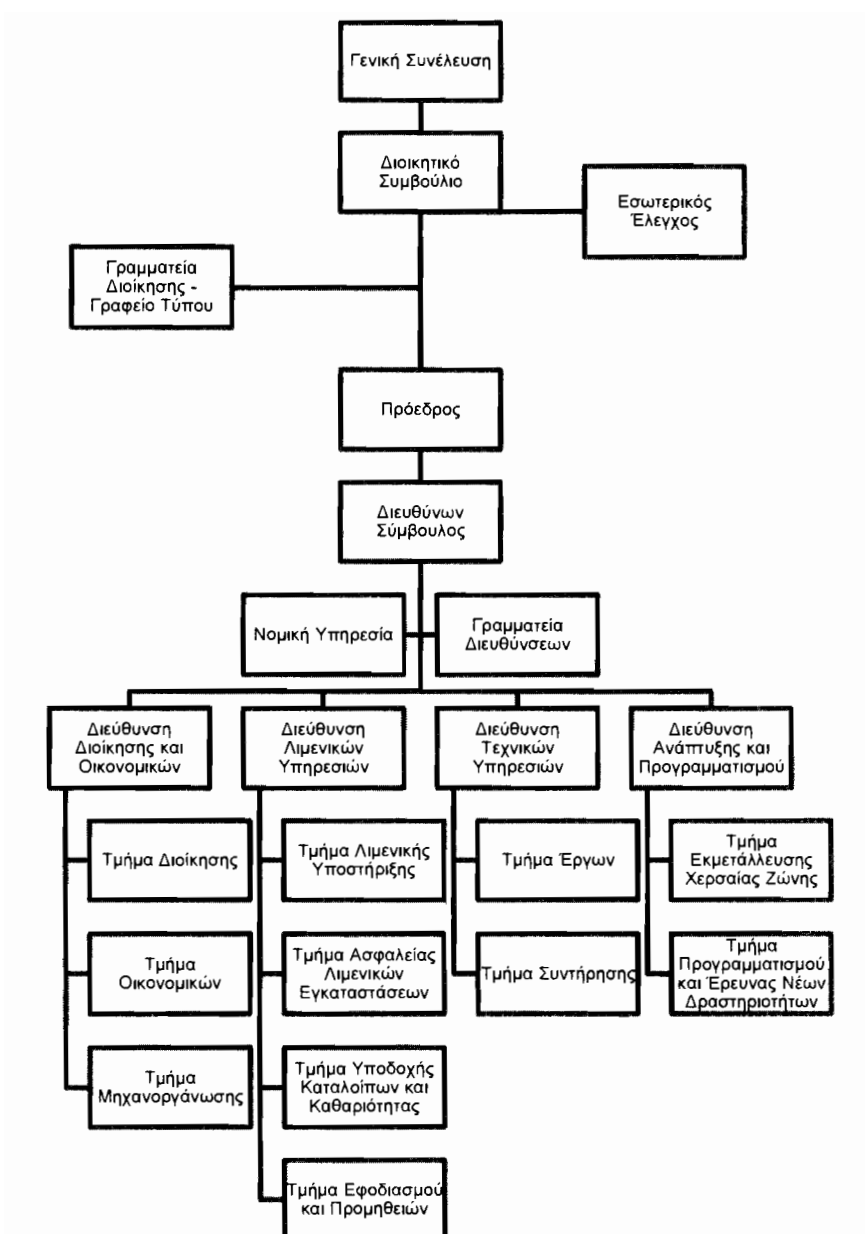 Γενική Συνέλευση
Διοικητικό
Συμβούλιο
Εσωτερικός
Έλεγχος
Γραμματεία
Διοίκησης -
Γραφείο Τύπου
Πρόεδρος
Διευθύνων
Σύμβουλος
Νομική Υπηρεσία
Γραμματεία
Διευθύνσεων
Διεύθυνση
Διοίκησης και
Οικονομικών
Διεύθυνση
Λιμενικών
Υπηρεσιών
Διεύθυνση
Τεχνικών
Υπηρεσιών
Διεύθυνση
Ανάπτυξης και
Προγραμματισμού
Τμήμα Διοίκησης
Τμήμα Λιμενικής
Υποστήριξης
Τμήμα Έργων
Τμήμα
Εκμετάλλευσης
Χερσαίας Ζώνης
Τμήμα
Οικονομικών
Τμήμα Ασφαλείας
Λιμενικών
Εγκαταστάσεων
Τμήμα Συντήρησης
Τμήμα
Προγραμματισμού
και Έρευνας Νέων
Δραστηριοτήτων
Τμήμα
Μηχανοργάνωσης
Τμήμα Υποδοχής
Καταλοίπων και
Καθαριότητας
Τμήμα Εφοδιασμού
και Προμηθειών